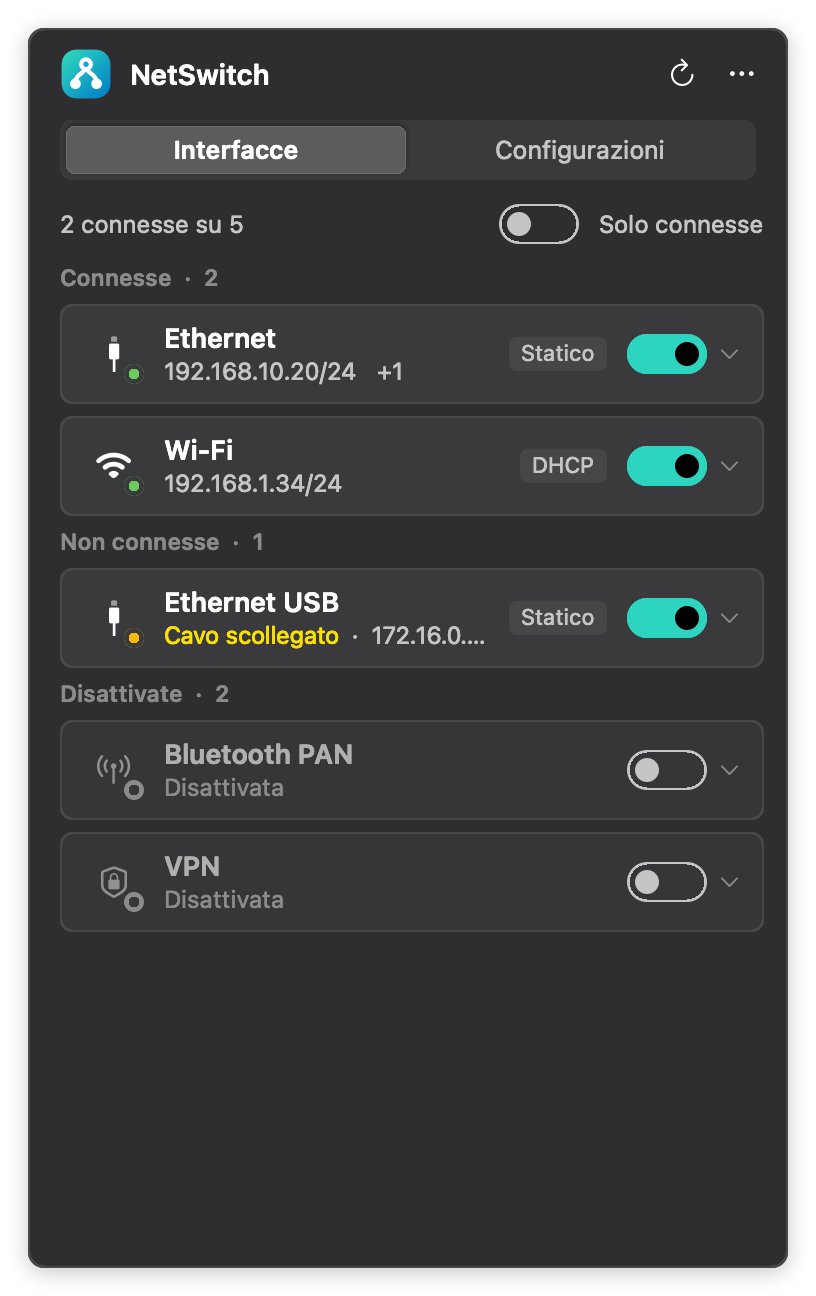 NetSwitch
Interfacce
Configurazioni
2 connesse su 5
Solo connesse
Connesse · 2
Ethernet
192.168.10.20/24 +1
Statico
Wi-Fi
192.168.1.34/24
DHCP
Non connesse · 1
Ethernet USB
Cavo scollegato · 172.16.0....
Statico
Disattivate · 2
Bluetooth PAN
Disattivata
VPN
Disattivata